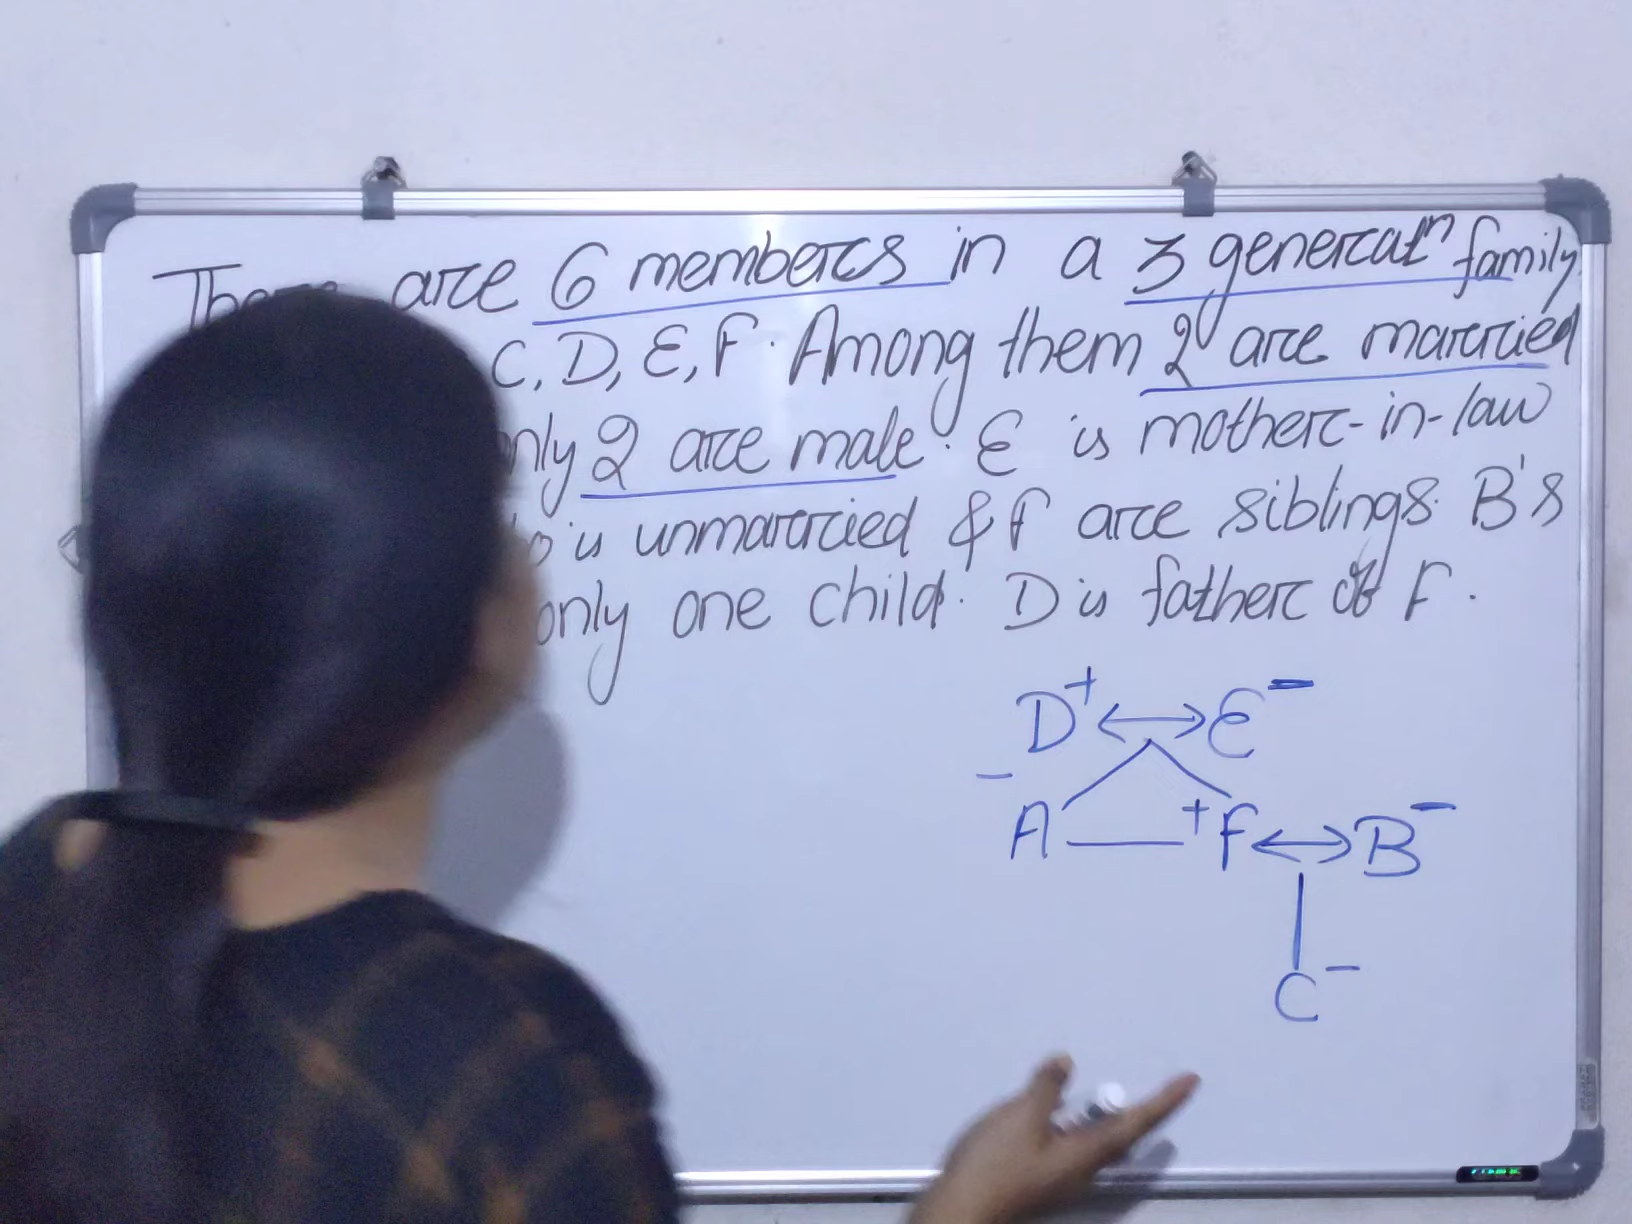 are 6 members in a 3 generatⁿ family
C, D, E, F. Among them 2 are married
only 2 are male. E is mother-in-law
is unmarried & F are siblings. B's
only one child. D is father of F.
D⁺ ↔ E⁻
⁻A — ⁺F ↔ B⁻
C⁻